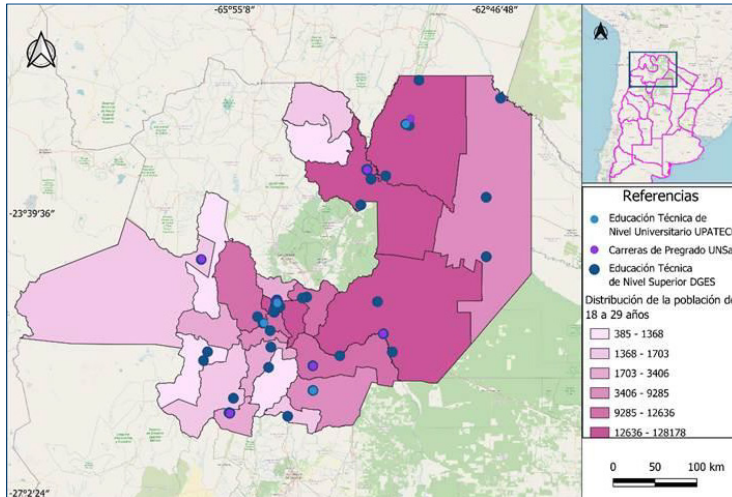 -65°55'8"
-62°46'48"
-23°39'36"
-27°2'24"
Referencias
Educación Técnica de
Nivel Universitario UPATECO
Carreras de Pregrado UNSa
Educación Técnica
de Nivel Superior DGES
Distribución de la población de
18 a 29 años
385 - 1368
1368 - 1703
1703 - 3406
3406 - 9285
9285 - 12636
12636 - 128178
0 50 100 km